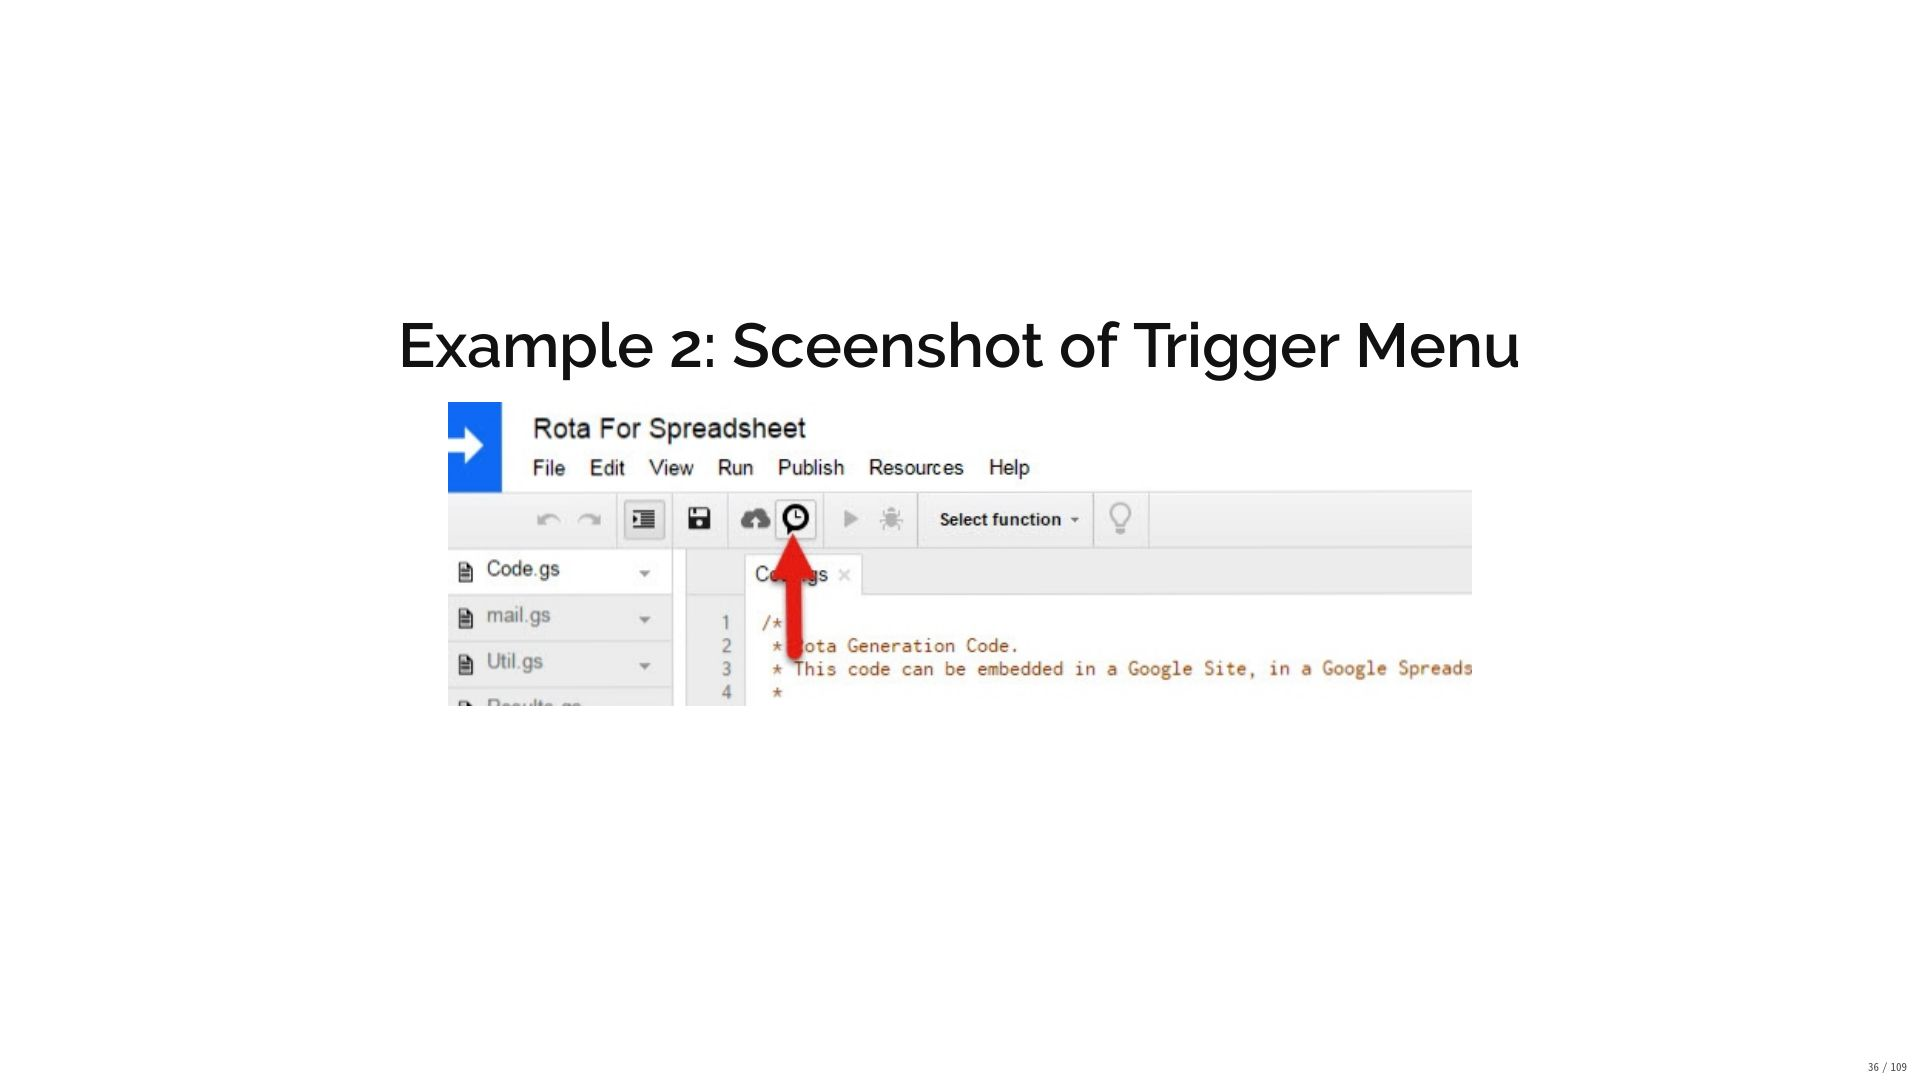 Example 2: Sceenshot of Trigger Menu
Rota For Spreadsheet
File Edit View Run Publish Resources Help
Select function
Code.gs
mail.gs
Util.gs
1 /*
2 * Generation Code.
3 * This code can be embedded in a Google Site, in a Google Spreads
4 *
36 / 109